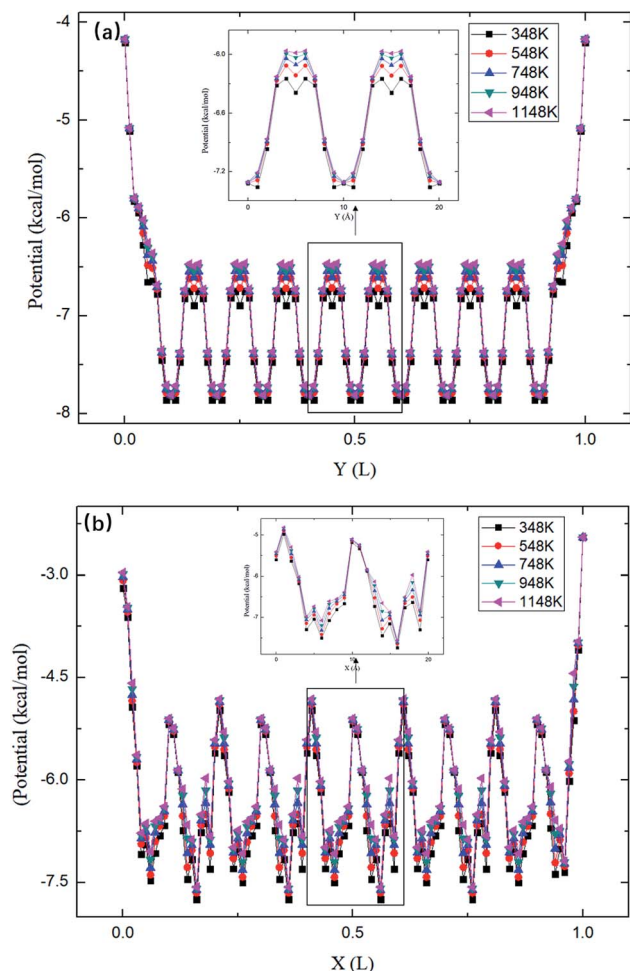 (a)
348K
548K
748K
948K
1148K
Potential (kcal/mol)
-4
-5
-6
-7
-8
0.0
0.5
1.0
Y (L)
Potential (kcal/mol)
-6.0
-6.6
-7.2
0
10
20
Y (Å)
(b)
348K
548K
748K
948K
1148K
(Potential (kcal/mol)
-3.0
-4.5
-6.0
-7.5
0.0
0.5
1.0
X (L)
Potential (kcal/mol)
-5
-6
-7
0
10
20
X (Å)